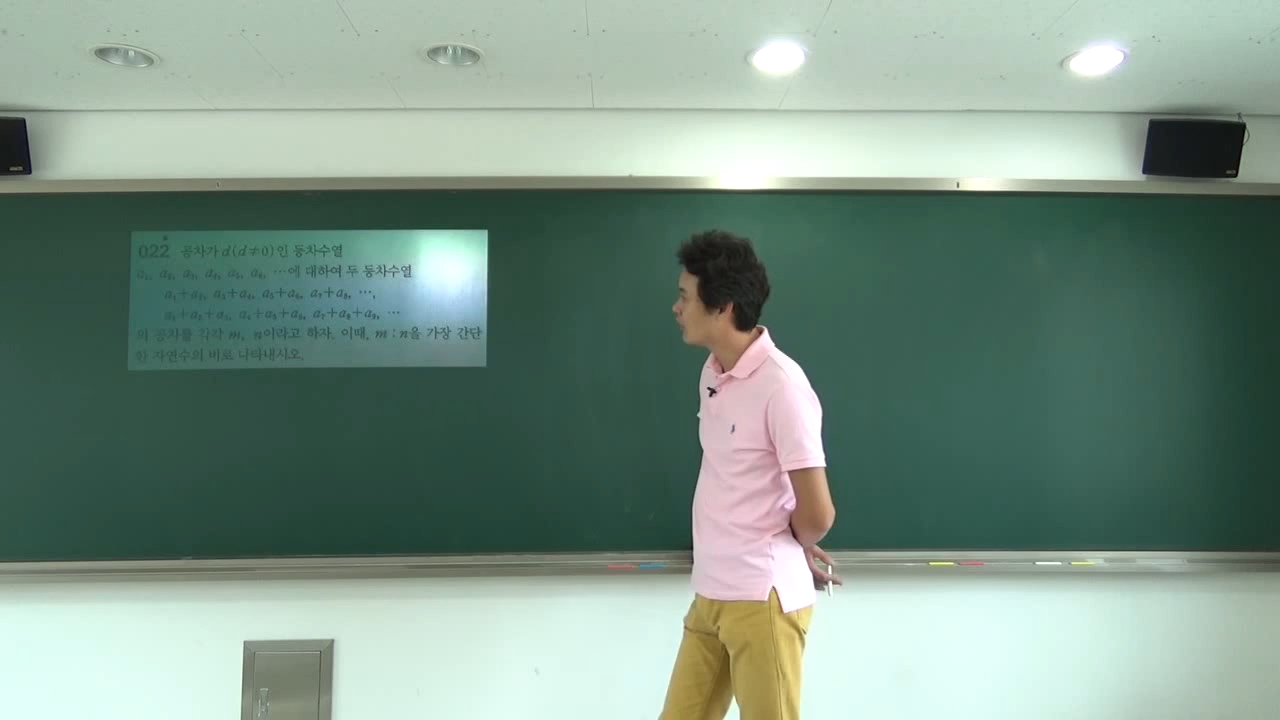 022 공차가 d(d≠0)인 등차수열
a₁, a₂, a₃, a₄, a₅, a₆, …에 대하여 두 등차수열
a₁+a₂, a₃+a₄, a₅+a₆, a₇+a₈, …,
a₁+a₂+a₃, a₄+a₅+a₆, a₇+a₈+a₉, …
의 공차를 각각 m, n이라고 하자. 이때, m : n을 가장 간단
한 자연수의 비로 나타내시오.